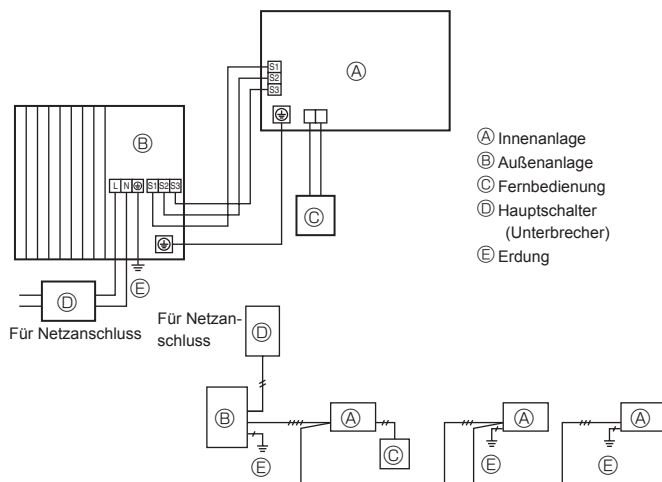 S1
S2
S3
Ⓐ
Ⓑ
L N S1 S2 S3
Ⓒ
Ⓓ
Ⓔ
Für Netzanschluss
Ⓐ Innenanlage
Ⓑ Außenanlage
Ⓒ Fernbedienung
Ⓓ Hauptschalter
(Unterbrecher)
Ⓔ Erdung
Für Netzan-
schluss
Ⓓ
Ⓑ
Ⓐ
Ⓐ
Ⓐ
Ⓔ
Ⓒ
Ⓔ
Ⓔ